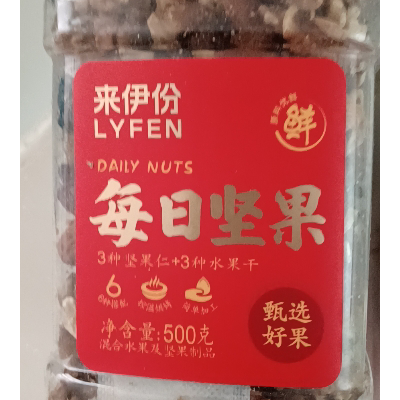 来伊份
LYFEN
鲜
DAILY NUTS
每日坚果
3种坚果仁+3种水果干
6
甄选
好果
净含量:500克
混合水果及坚果制品